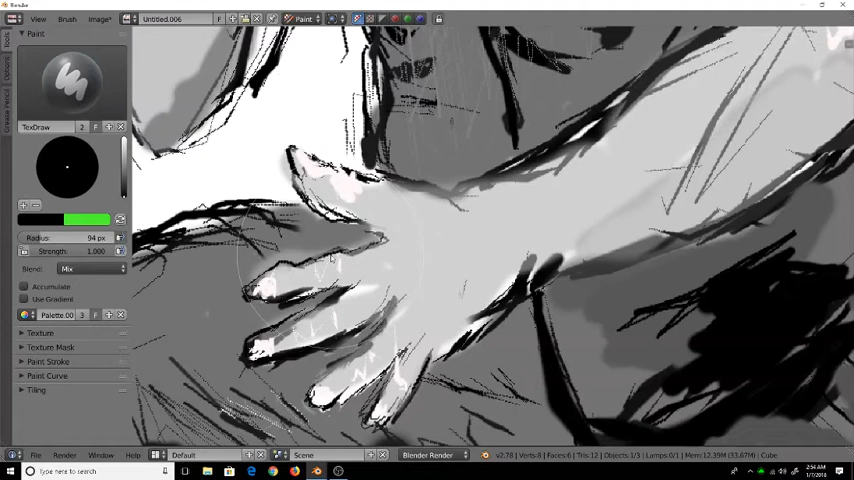 Blender
View Brush Image* Untitled.006 F Paint
Paint
Tools
Options
Grease Pencil
TexDraw 2 F
Radius: 94 px
Strength: 1.000
Blend: Mix
Accumulate
Use Gradient
Palette.00 3 F
Texture
Texture Mask
Paint Stroke
Paint Curve
Tiling
File Render Window Help Default Scene Blender Render v2.78 | Verts:8 | Faces:6 | Tris:12 | Objects:1/3 | Lamps:0/1 | Mem:12.39M (33.67M) | Cube
Type here to search
2:54 AM
1/7/2018